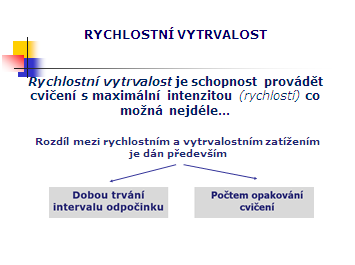 RYCHLOSTNÍ VYTRVALOST
Rychlostní vytrvalost je schopnost provádět
cvičení s maximální intenzitou (rychlostí) co
možná nejdéle...
Rozdíl mezi rychlostním a vytrvalostním zatížením
je dán především
Dobou trvání
intervalu odpočinku
Počtem opakování
cvičení